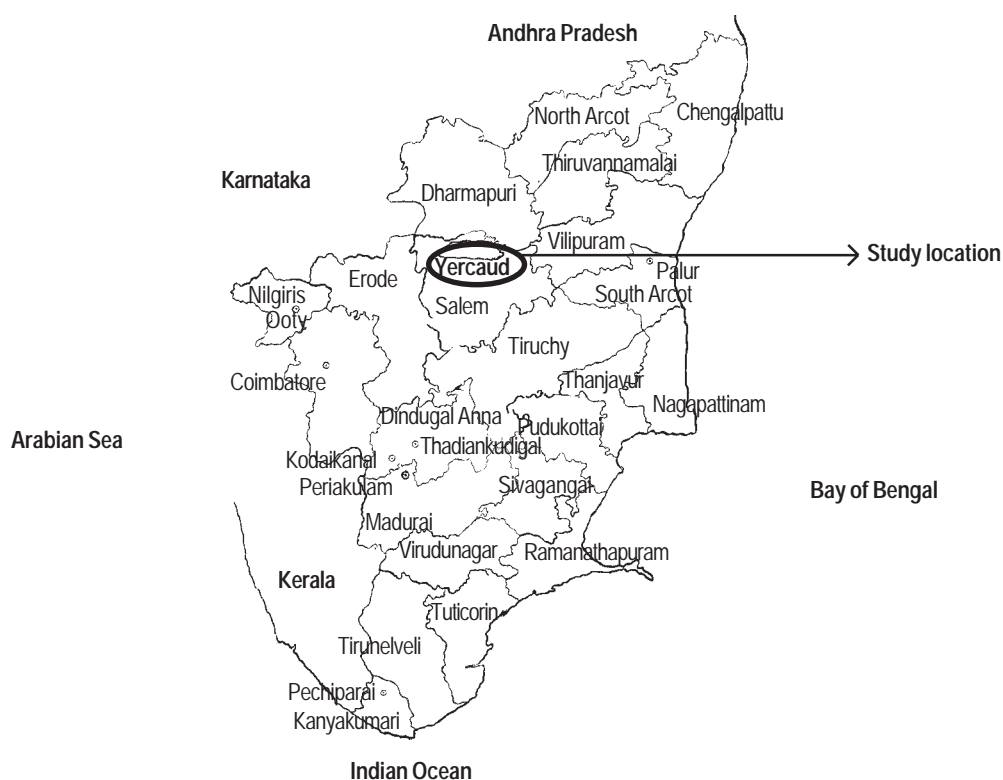 Andhra Pradesh
North Arcot
Chengalpattu
Thiruvannamalai
Karnataka
Dharmapuri
Vilipuram
Study location
Yercaud
Palur
Erode
South Arcot
Nilgiris
Salem
Ooty
Tiruchy
Coimbatore
Thanjavur
Nagapattinam
Dindugal Anna
Pudukottai
Arabian Sea
Thadiankudigal
Kodaikanal
Periakulam
Sivagangal
Bay of Bengal
Madurai
Virudunagar
Ramanathapuram
Kerala
Tuticorin
Tirunelveli
Pechiparai
Kanyakumari
Indian Ocean